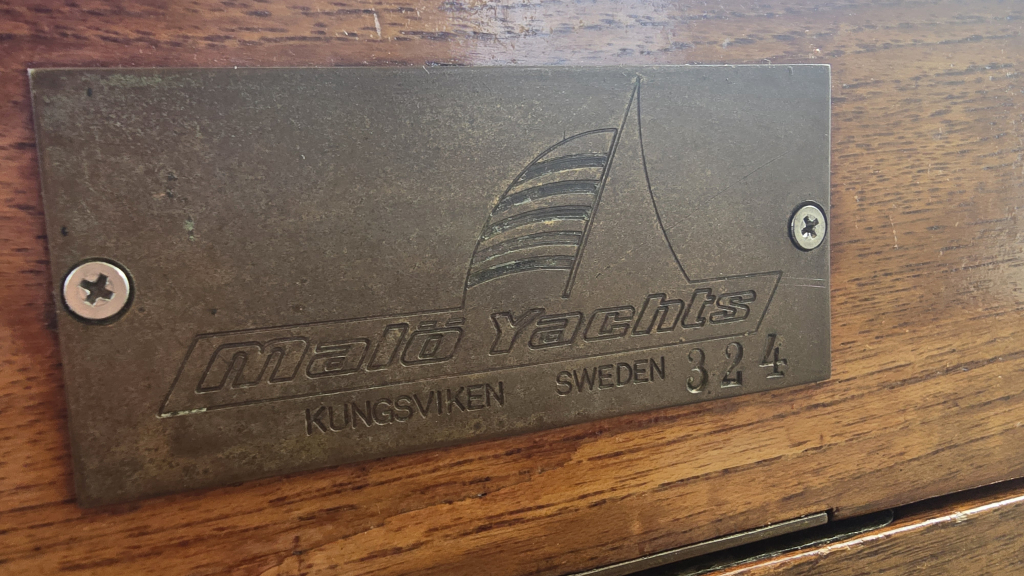 Malö Yachts
KUNGSVIKEN SWEDEN 324